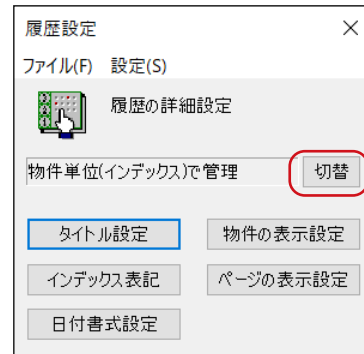 履歴設定
ファイル(F) 設定(S)
履歴の詳細設定
物件単位(インデックス)で管理 切替
タイトル設定 物件の表示設定
インデックス表記 ページの表示設定
日付書式設定